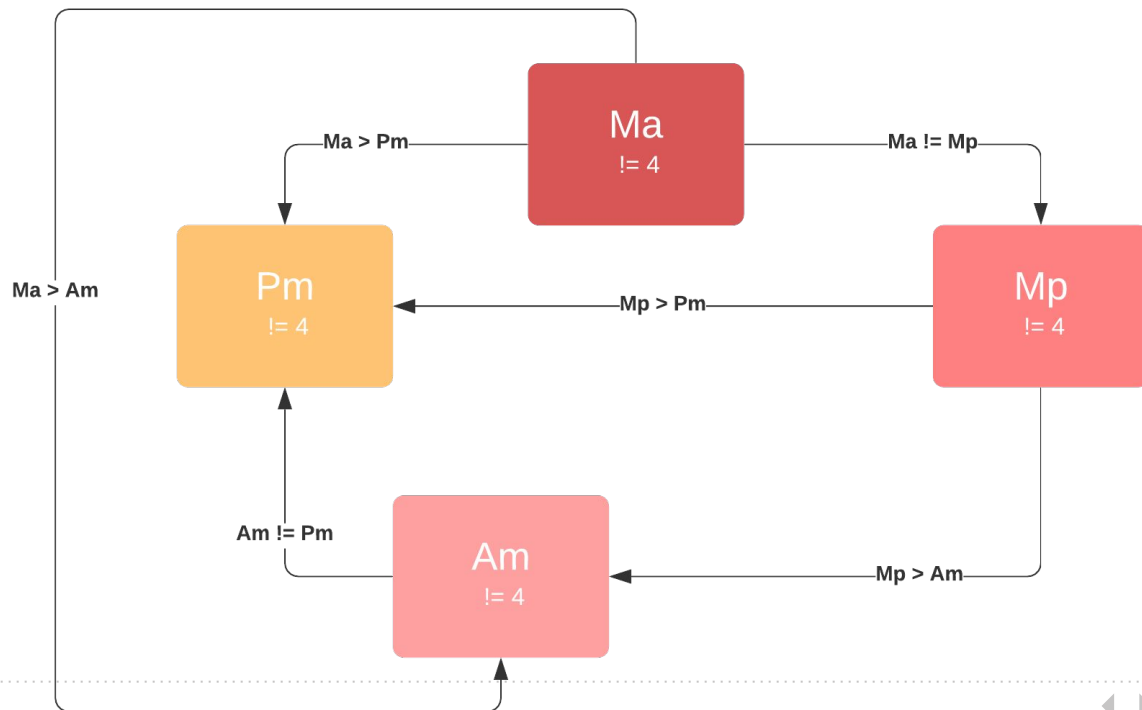 Ma
!= 4
Ma > Pm
Ma != Mp
Pm
!= 4
Mp
!= 4
Ma > Am
Mp > Pm
Am != Pm
Am
!= 4
Mp > Am